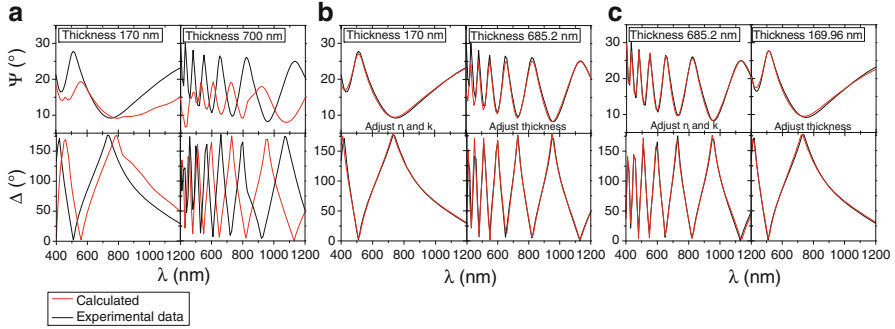 a
b
c
Thickness 170 nm
Thickness 700 nm
Thickness 170 nm
Thickness 685.2 nm
Thickness 685.2 nm
Thickness 169.96 nm
Ψ (°)
30
20
10
30
20
10
30
20
10
Adjust n and k
Adjust thickness
Adjust n and k
Adjust thickness
Δ (°)
150
100
50
0
150
100
50
0
150
100
50
0
400 600 800 1000 400 600 800 1000 1200
400 600 800 1000 400 600 800 1000 1200
400 600 800 1000 1200 400 600 800 1000 1200
λ (nm)
λ (nm)
λ (nm)
Calculated
Experimental data